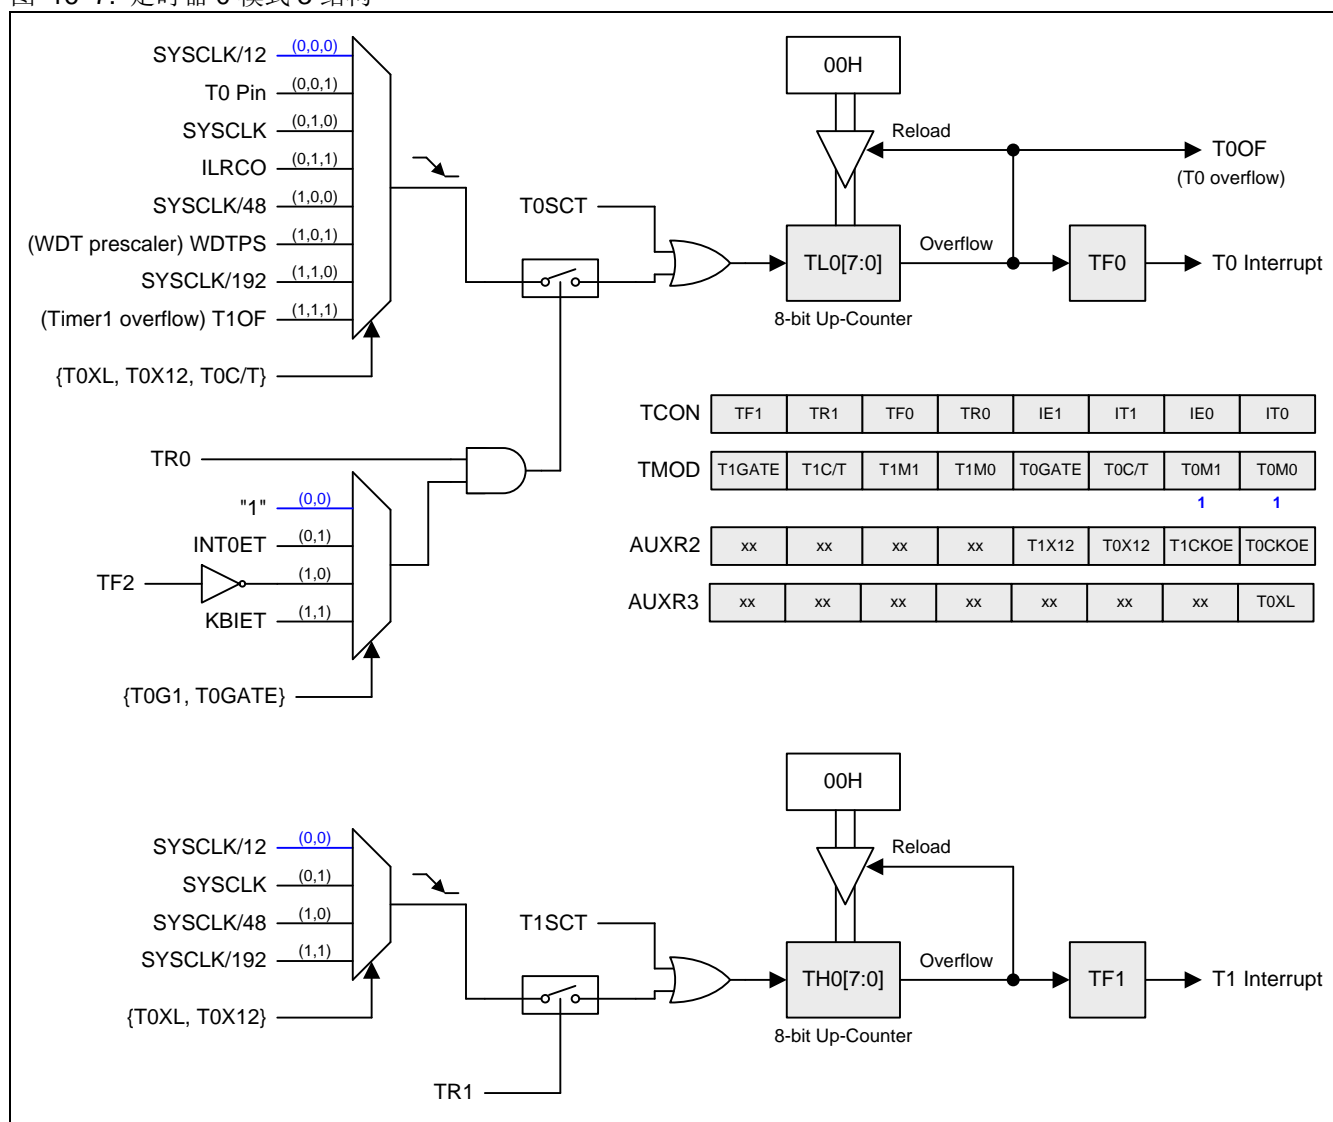 SYSCLK/12 (0,0,0)
T0 Pin (0,0,1)
SYSCLK (0,1,0)
ILRCO (0,1,1)
SYSCLK/48 (1,0,0)
(WDT prescaler) WDTPS (1,0,1)
SYSCLK/192 (1,1,0)
(Timer1 overflow) T1OF (1,1,1)
{T0XL, T0X12, T0C/T}
T0SCT
00H
Reload
T0OF
(T0 overflow)
TL0[7:0]
Overflow
TF0
T0 Interrupt
8-bit Up-Counter
TR0
"1" (0,0)
INT0ET (0,1)
TF2 (1,0)
KBIET (1,1)
{T0G1, T0GATE}
TCON TF1 TR1 TF0 TR0 IE1 IT1 IE0 IT0
TMOD T1GATE T1C/T T1M1 T1M0 T0GATE T0C/T T0M1 T0M0
1 1
AUXR2 xx xx xx xx T1X12 T0X12 T1CKOE T0CKOE
AUXR3 xx xx xx xx xx xx xx T0XL
SYSCLK/12 (0,0)
SYSCLK (0,1)
SYSCLK/48 (1,0)
SYSCLK/192 (1,1)
{T0XL, T0X12}
T1SCT
TR1
00H
Reload
TH0[7:0]
Overflow
TF1
T1 Interrupt
8-bit Up-Counter